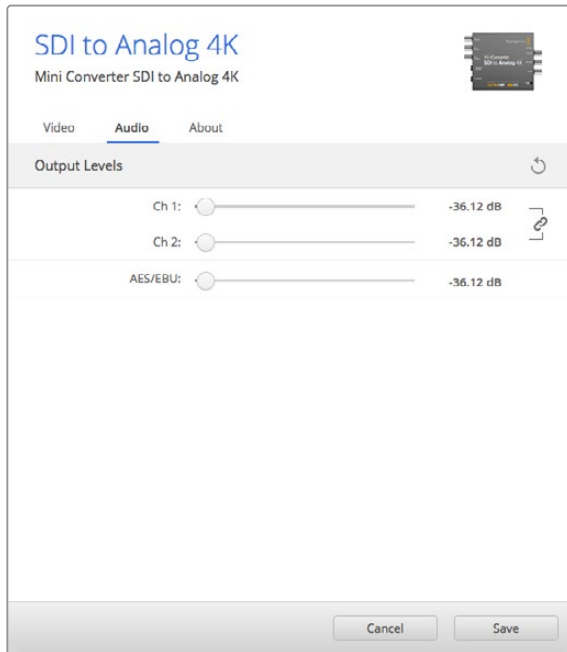 SDI to Analog 4K
Mini Converter SDI to Analog 4K
Video Audio About
Output Levels
Ch 1: -36.12 dB
Ch 2: -36.12 dB
AES/EBU: -36.12 dB
Cancel Save